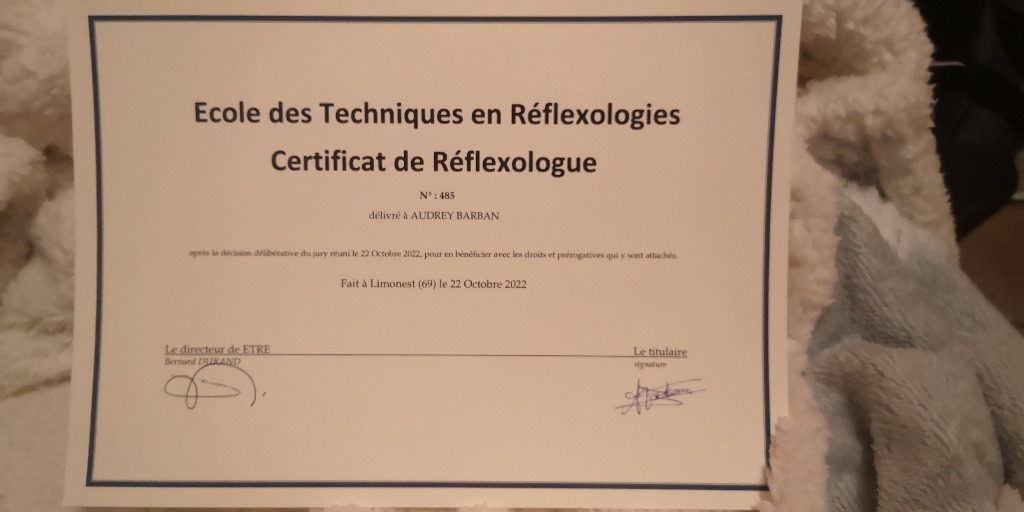 Ecole des Techniques en Réflexologies
Certificat de Réflexologue
N° : 485
délivré à AUDREY BARBAN
après la décision délibérative du jury réuni le 22 Octobre 2022, pour en bénéficier avec les droits et prérogatives qui y sont attachés.
Fait à Limonest (69) le 22 Octobre 2022
Le directeur de ETRE
Le titulaire
Bernard DURAND
signature